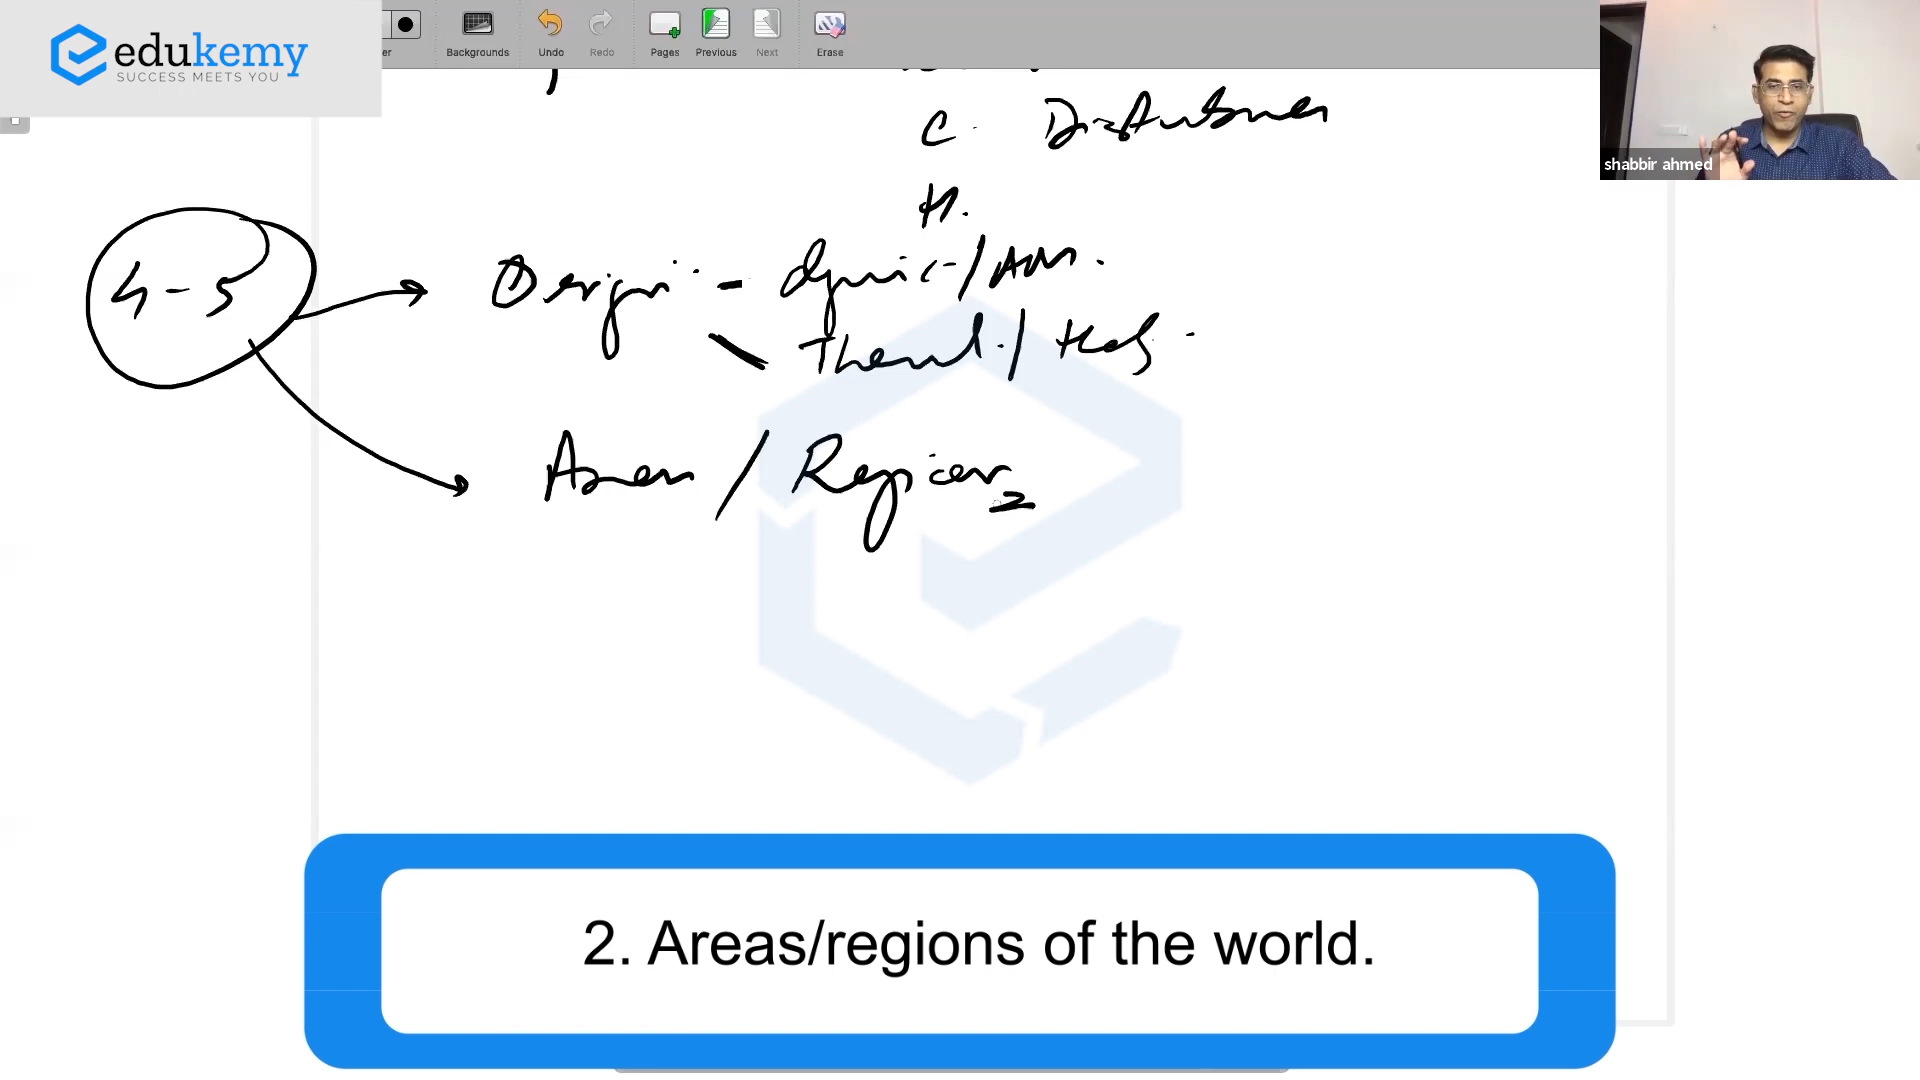 edukemy
SUCCESS MEETS YOU
er
Backgrounds
Undo
Redo
Pages
Previous
Next
Erase
shabbir ahmed
C.
H.
4-5
Origin -
Areas / Regions
2. Areas/regions of the world.